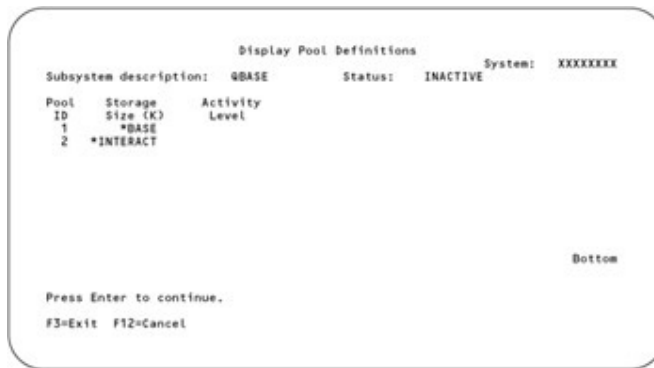 Display Pool Definitions
System: XXXXXXXX
Subsystem description: QBASE Status: INACTIVE
Pool Storage Activity
ID Size (K) Level
1 *BASE
2 *INTERACT
Bottom
Press Enter to continue.
F3=Exit F12=Cancel